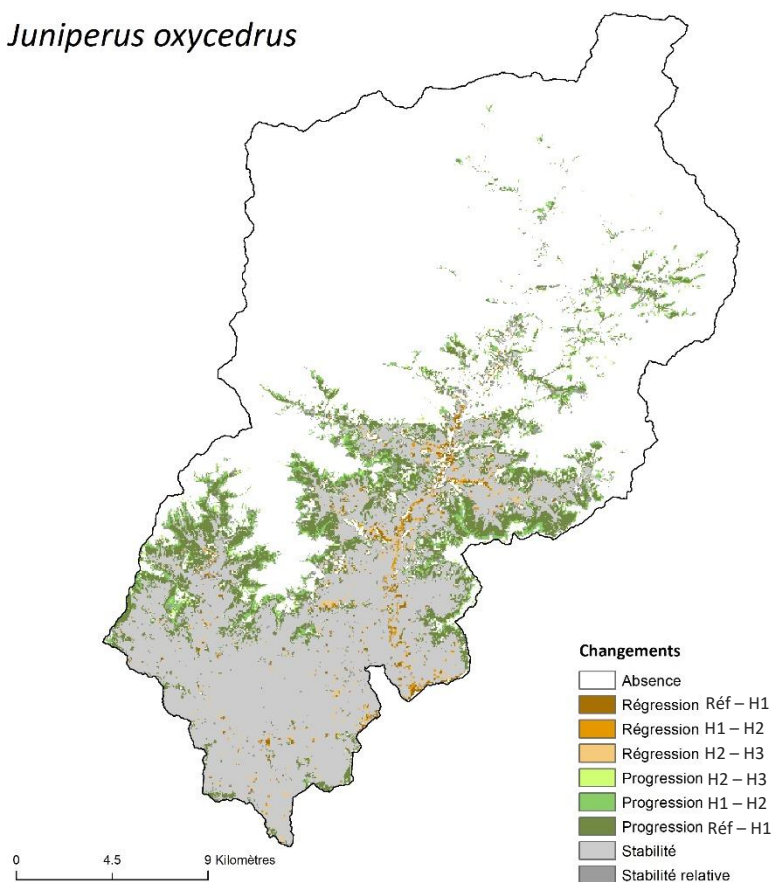 Juniperus oxycedrus
Changements
Absence
Régression Réf – H1
Régression H1 – H2
Régression H2 – H3
Progression H2 – H3
Progression H1 – H2
Progression Réf – H1
Stabilité
Stabilité relative
0 4.5 9 Kilomètres